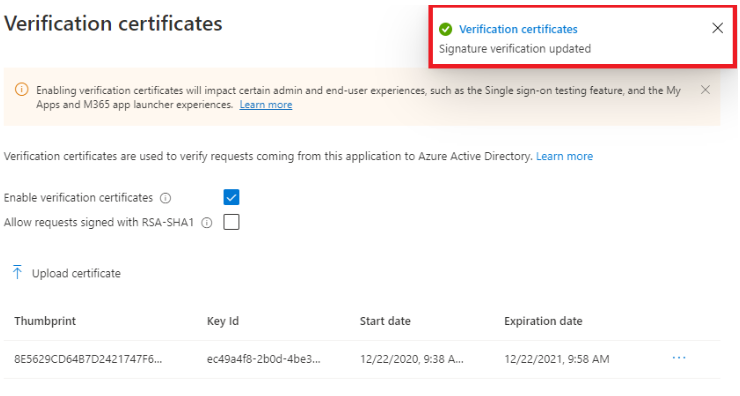 Verification certificates
Verification certificates
Signature verification updated
Enabling verification certificates will impact certain admin and end-user experiences, such as the Single sign-on testing feature, and the My
Apps and M365 app launcher experiences. Learn more
Verification certificates are used to verify requests coming from this application to Azure Active Directory. Learn more
Enable verification certificates
Allow requests signed with RSA-SHA1
Upload certificate
Thumbprint Key Id Start date Expiration date
8E5629CD64B7D2421747F6... ec49a4f8-2b0d-4be3... 12/22/2020, 9:38 A... 12/22/2021, 9:58 AM ...